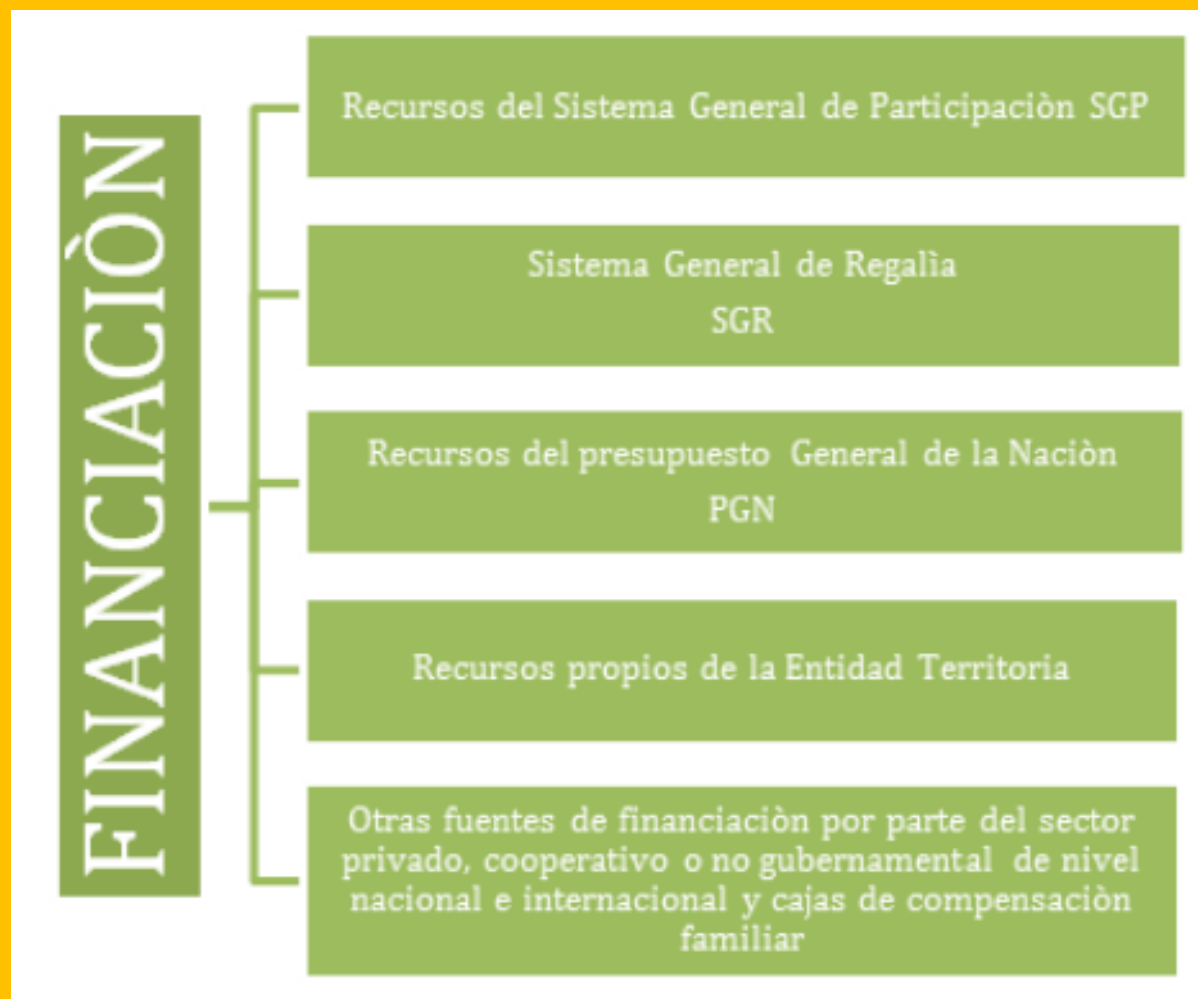 FINANCIACIÒN
Recursos del Sistema General de Participaciòn SGP
Sistema General de Regalìa
SGR
Recursos del presupuesto General de la Naciòn
PGN
Recursos propios de la Entidad Territoria
Otras fuentes de financiaciòn por parte del sector
privado, cooperativo o no gubernamental de nivel
nacional e internacional y cajas de compensaciòn
familiar